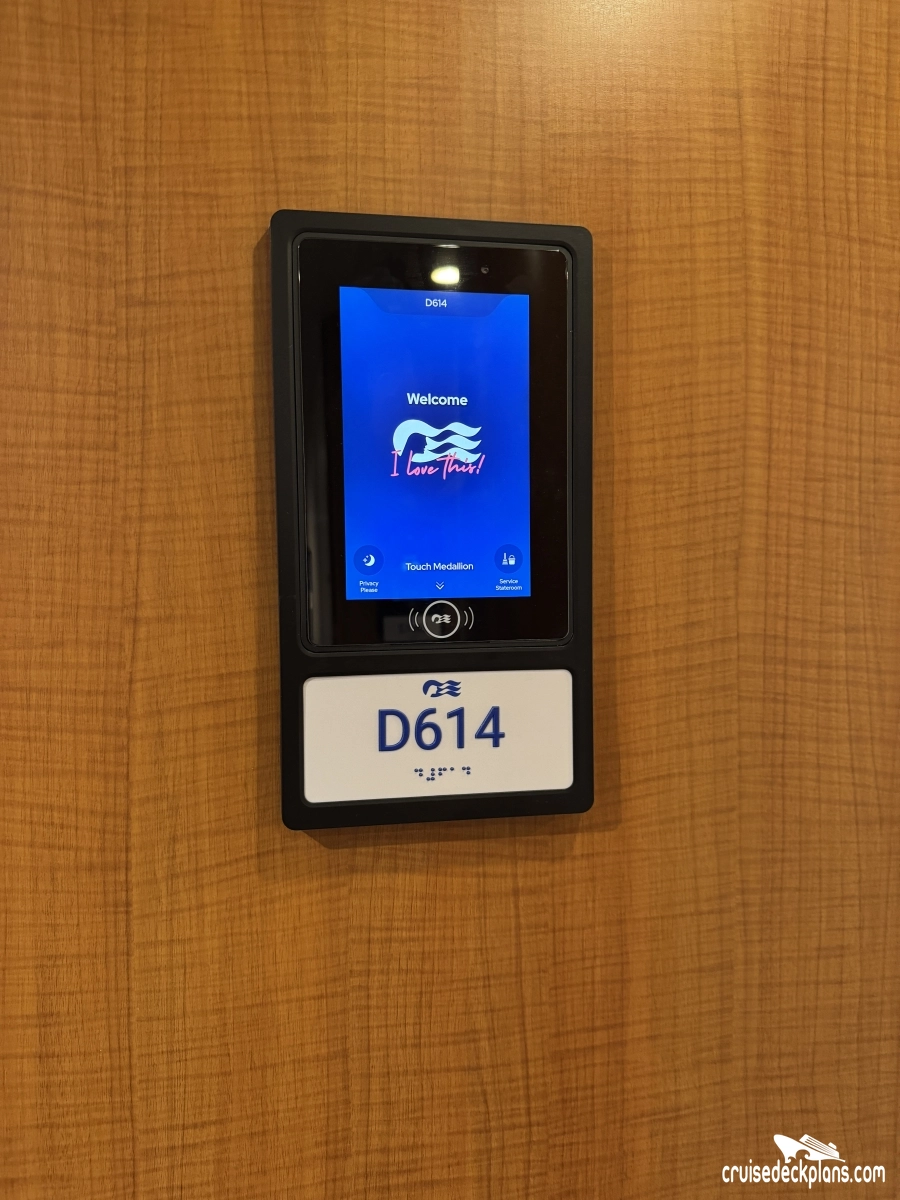 D614
Welcome
I love this!
Touch Medallion
Privacy
Please
Service
Stateroom
D614
⠙⠼⠋⠁⠙
cruisedeckplans.com